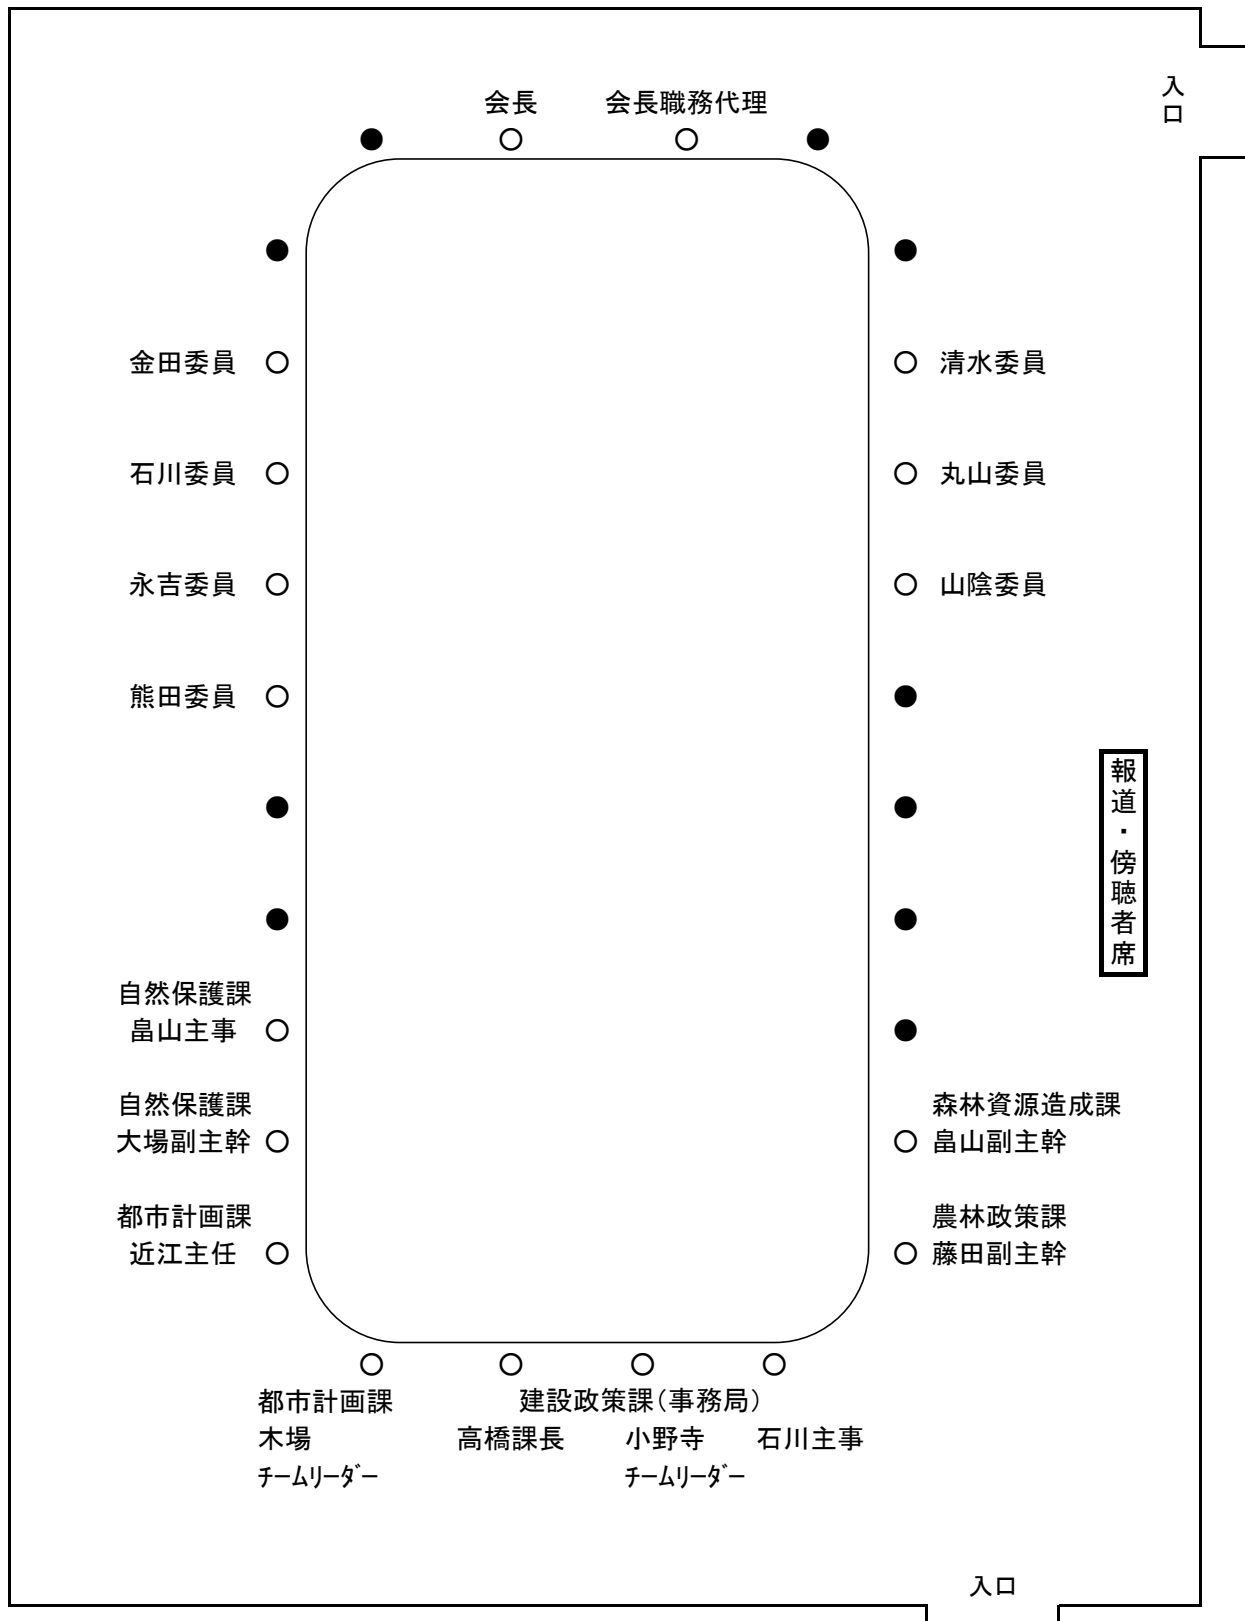 入口
会長 会長職務代理
金田委員 清水委員
石川委員 丸山委員
永吉委員 山陰委員
熊田委員
報道・傍聴者席
自然保護課
畠山主事
自然保護課 森林資源造成課
大場副主幹 畠山副主幹
都市計画課 農林政策課
近江主任 藤田副主幹
都市計画課 建設政策課(事務局)
木場 高橋課長 小野寺 石川主事
ﾁｰﾑﾘｰﾀﾞｰ ﾁｰﾑﾘｰﾀﾞｰ
入口